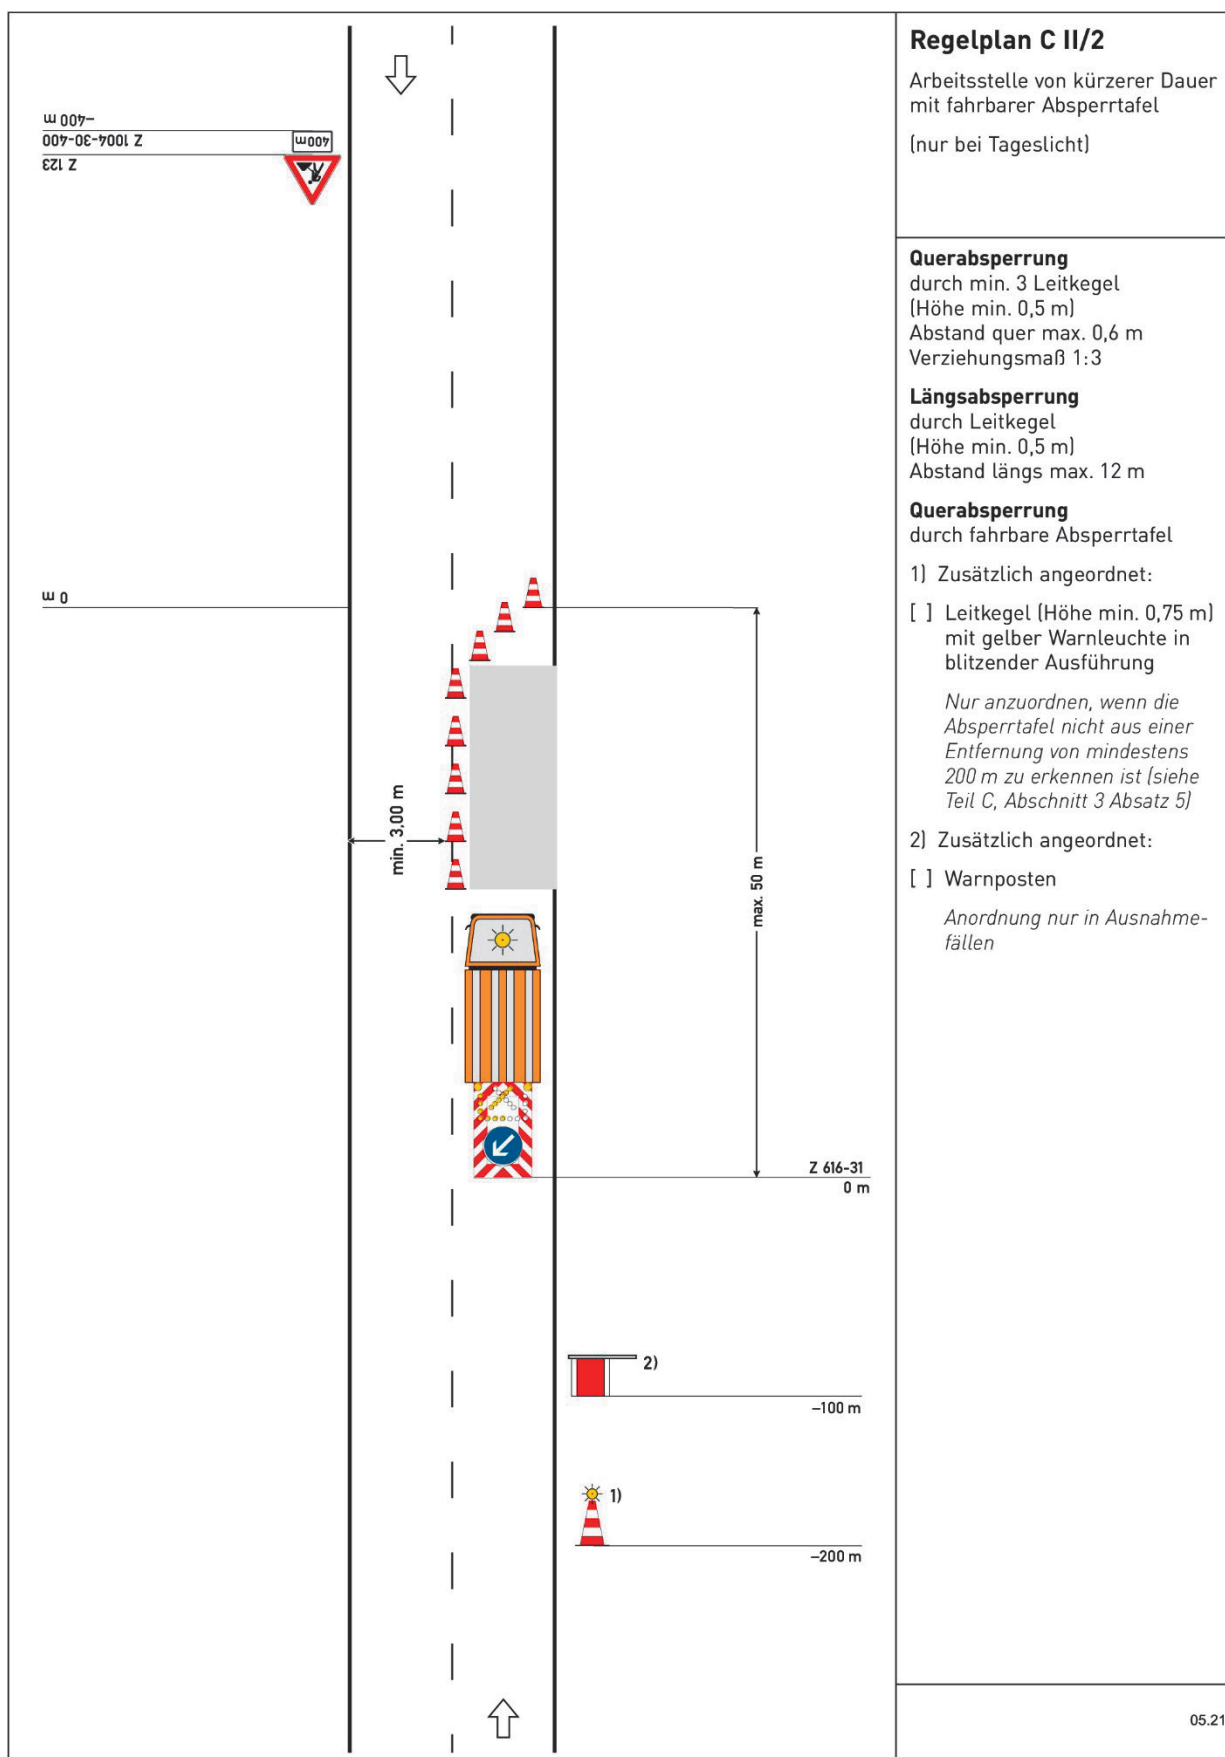 –400 m
Z 1004-30-400
Z 123
400m
0 m
min. 3,00 m
max. 50 m
Z 616-31
0 m
2)
–100 m
1)
–200 m
Regelplan C II/2
Arbeitsstelle von kürzerer Dauer
mit fahrbarer Absperrtafel
(nur bei Tageslicht)
Querabsperrung
durch min. 3 Leitkegel
(Höhe min. 0,5 m)
Abstand quer max. 0,6 m
Verziehungsmaß 1:3
Längsabsperrung
durch Leitkegel
(Höhe min. 0,5 m)
Abstand längs max. 12 m
Querabsperrung
durch fahrbare Absperrtafel
1) Zusätzlich angeordnet:
[ ] Leitkegel (Höhe min. 0,75 m)
mit gelber Warnleuchte in
blitzender Ausführung
Nur anzuordnen, wenn die
Absperrtafel nicht aus einer
Entfernung von mindestens
200 m zu erkennen ist (siehe
Teil C, Abschnitt 3 Absatz 5)
2) Zusätzlich angeordnet:
[ ] Warnposten
Anordnung nur in Ausnahme-
fällen
05.21